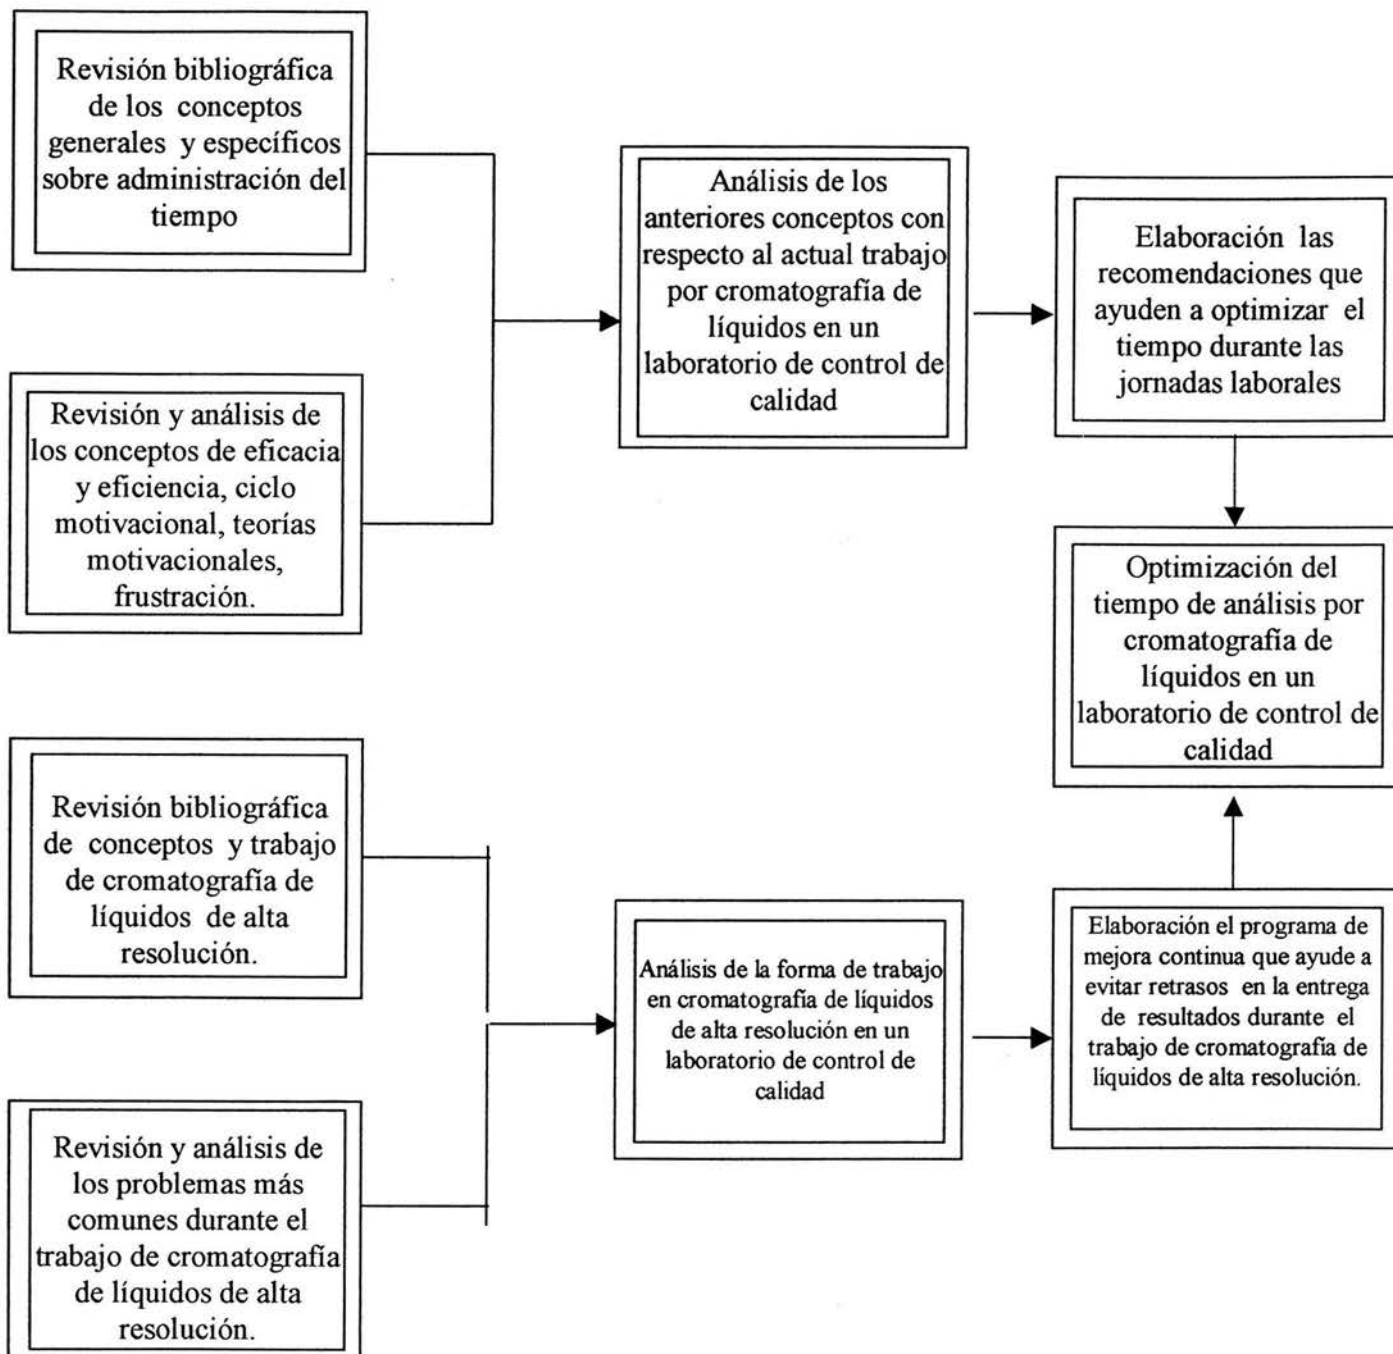 Revisión bibliográfica
de los conceptos
generales y específicos
sobre administración del
tiempo
Revisión y análisis de
los conceptos de eficacia
y eficiencia, ciclo
motivacional, teorías
motivacionales,
frustración.
Análisis de los
anteriores conceptos con
respecto al actual trabajo
por cromatografía de
líquidos en un
laboratorio de control de
calidad
Elaboración las
recomendaciones que
ayuden a optimizar el
tiempo durante las
jornadas laborales
Optimización del
tiempo de análisis por
cromatografía de
líquidos en un
laboratorio de control de
calidad
Revisión bibliográfica
de conceptos y trabajo
de cromatografía de
líquidos de alta
resolución.
Revisión y análisis de
los problemas más
comunes durante el
trabajo de cromatografía
de líquidos de alta
resolución.
Análisis de la forma de trabajo
en cromatografía de líquidos
de alta resolución en un
laboratorio de control de
calidad
Elaboración el programa de
mejora continua que ayude a
evitar retrasos en la entrega
de resultados durante el
trabajo de cromatografía de
líquidos de alta resolución.